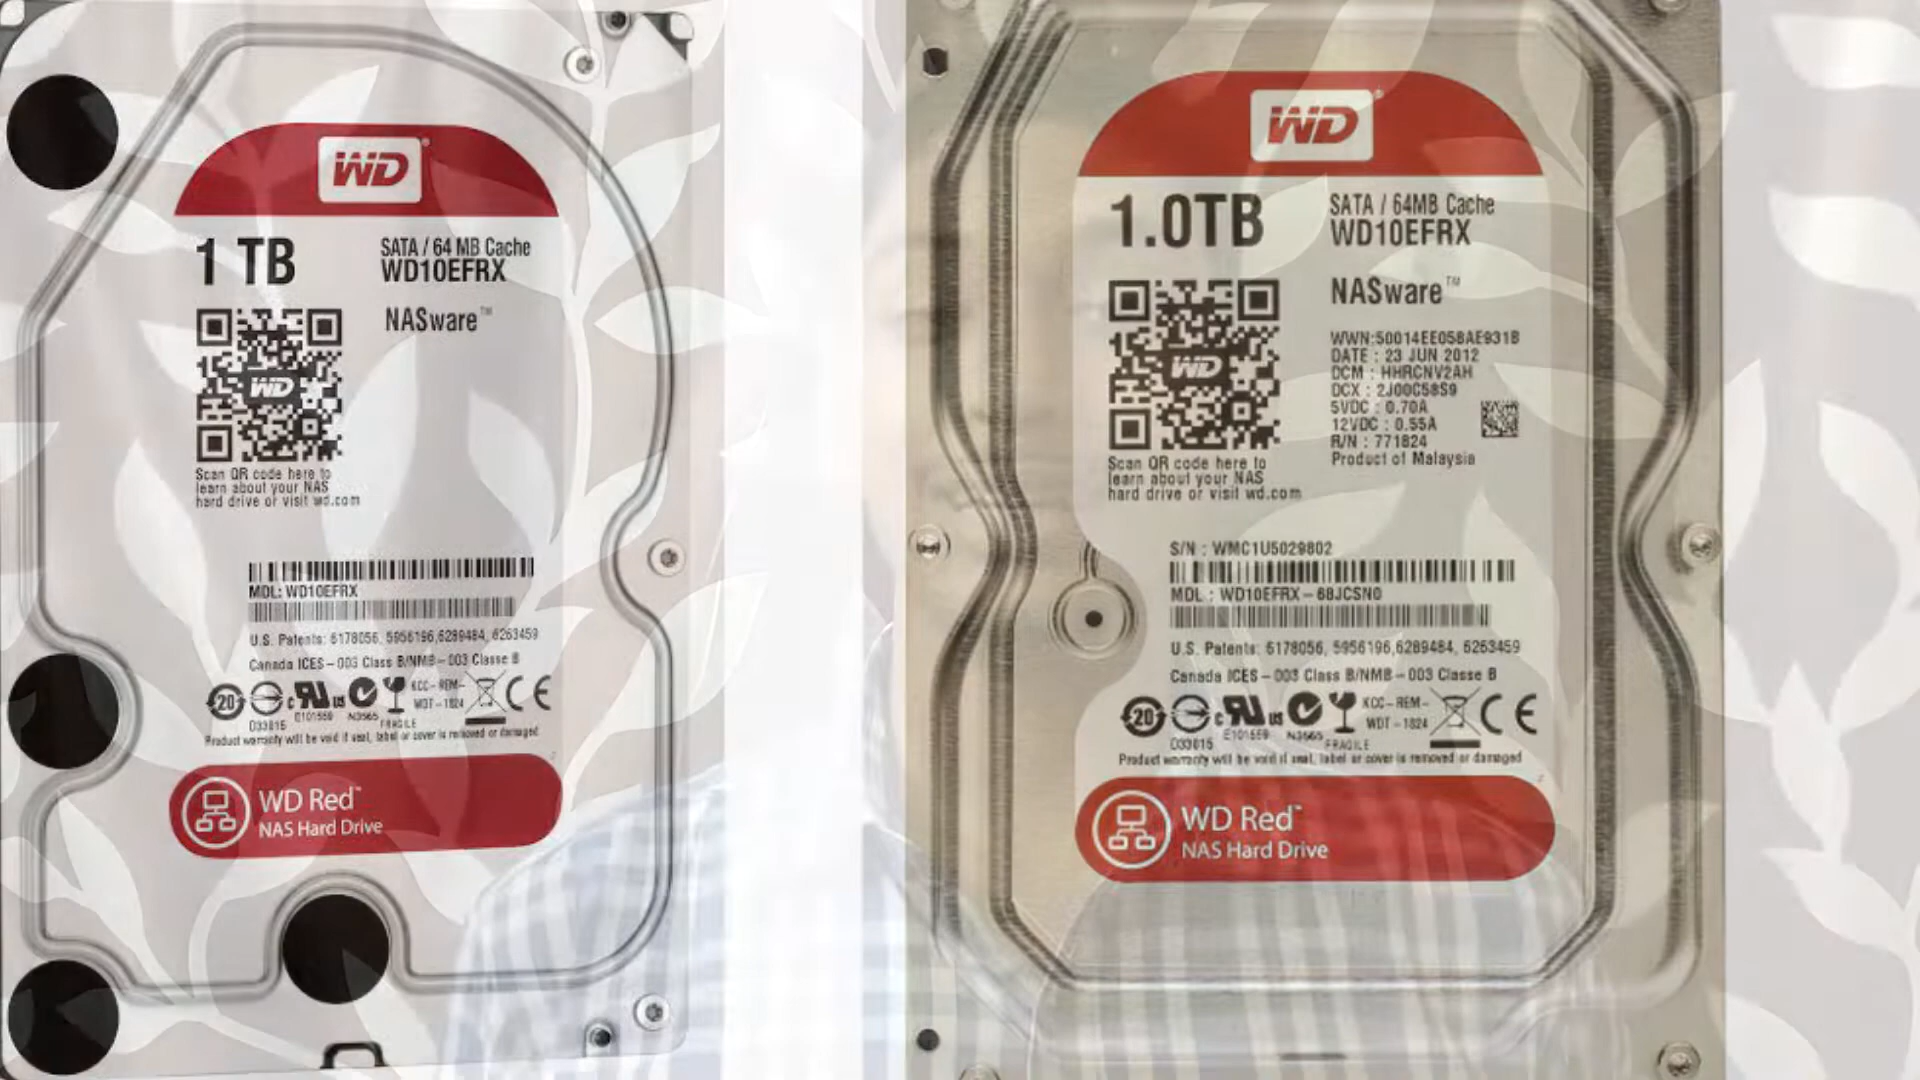 WD
1 TB
SATA / 64 MB Cache
WD10EFRX
NASware™
WD
Scan QR code here to
learn about your NAS
hard drive or visit wd.com
MDL: WD10EFRX
U.S. Patents: 6178056, 5956196,6289484, 6263459
Canada ICES-003 Class B/NMB-003 Classe B
20
D33015
c UL us
E101559
N3565
FRAGILE
KCC-REM-
WDT-1824
CE
Product warranty will be void if seal, label or cover is removed or damaged
WD Red™
NAS Hard Drive
WD
1.0TB
SATA / 64MB Cache
WD10EFRX
NASware™
WD
WWN:50014EE058AE931B
DATE : 23 JUN 2012
DCM : HHRCNV2AH
DCX : 2J00C58S9
5VDC : 0.70A
12VDC : 0.55A
R/N : 771824
Product of Malaysia
Scan QR code here to
learn about your NAS
hard drive or visit wd.com
S/N : WMC1U5029802
MDL : WD10EFRX-68JCSN0
U.S. Patents: 6178056, 5956196,6289484, 6263459
Canada ICES-003 Class B/NMB-003 Classe B
20
D33015
c UL us
E101559
N3565
FRAGILE
KCC-REM-
WDT-1824
CE
Product warranty will be void if seal, label or cover is removed or damaged
WD Red™
NAS Hard Drive